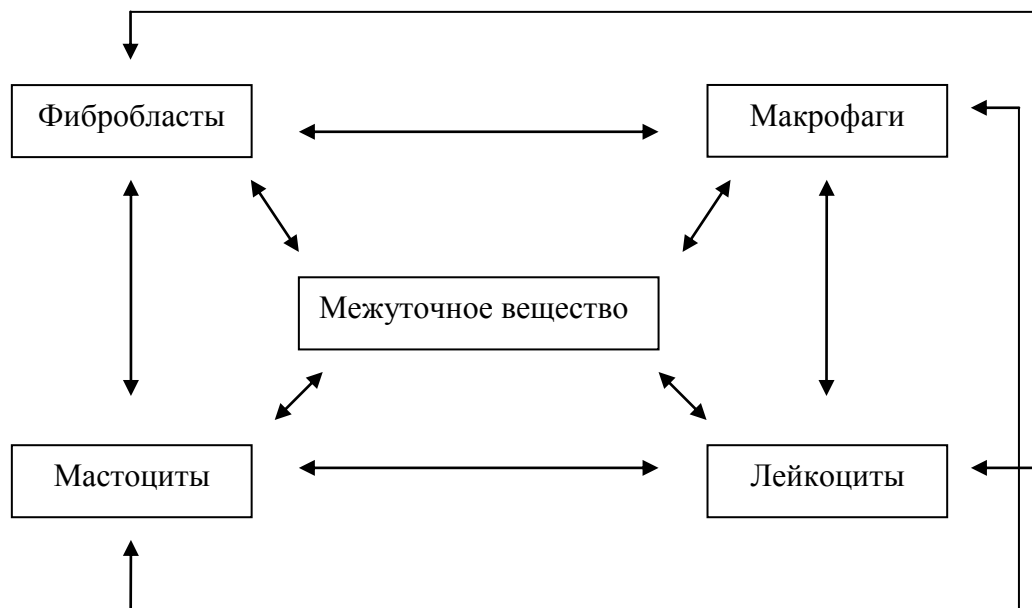 Фибробласты
Макрофаги
Межуточное вещество
Мастоциты
Лейкоциты